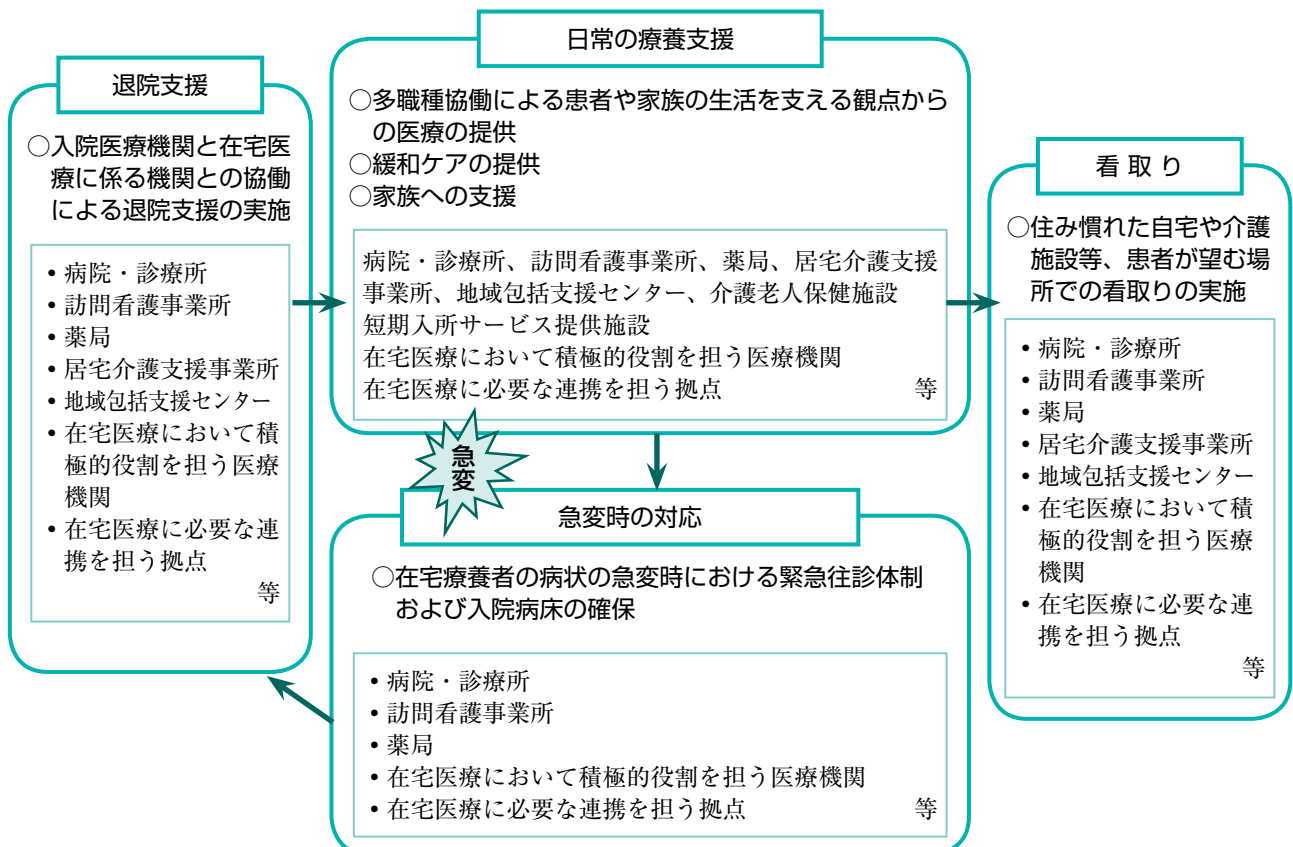 退院支援
○入院医療機関と在宅医
療に係る機関との協働
による退院支援の実施
• 病院・診療所
• 訪問看護事業所
• 薬局
• 居宅介護支援事業所
• 地域包括支援センター
• 在宅医療において積
極的役割を担う医療
機関
• 在宅医療に必要な連
携を担う拠点
等
日常の療養支援
○多職種協働による患者や家族の生活を支える観点から
の医療の提供
○緩和ケアの提供
○家族への支援
病院・診療所、訪問看護事業所、薬局、居宅介護支援
事業所、地域包括支援センター、介護老人保健施設
短期入所サービス提供施設
在宅医療において積極的役割を担う医療機関
在宅医療に必要な連携を担う拠点 等
急変
急変時の対応
○在宅療養者の病状の急変時における緊急往診体制
および入院病床の確保
• 病院・診療所
• 訪問看護事業所
• 薬局
• 在宅医療において積極的役割を担う医療機関
• 在宅医療に必要な連携を担う拠点 等
看取り
○住み慣れた自宅や介護
施設等、患者が望む場
所での看取りの実施
• 病院・診療所
• 訪問看護事業所
• 薬局
• 居宅介護支援事業所
• 地域包括支援センター
• 在宅医療において積
極的役割を担う医療
機関
• 在宅医療に必要な連
携を担う拠点
等